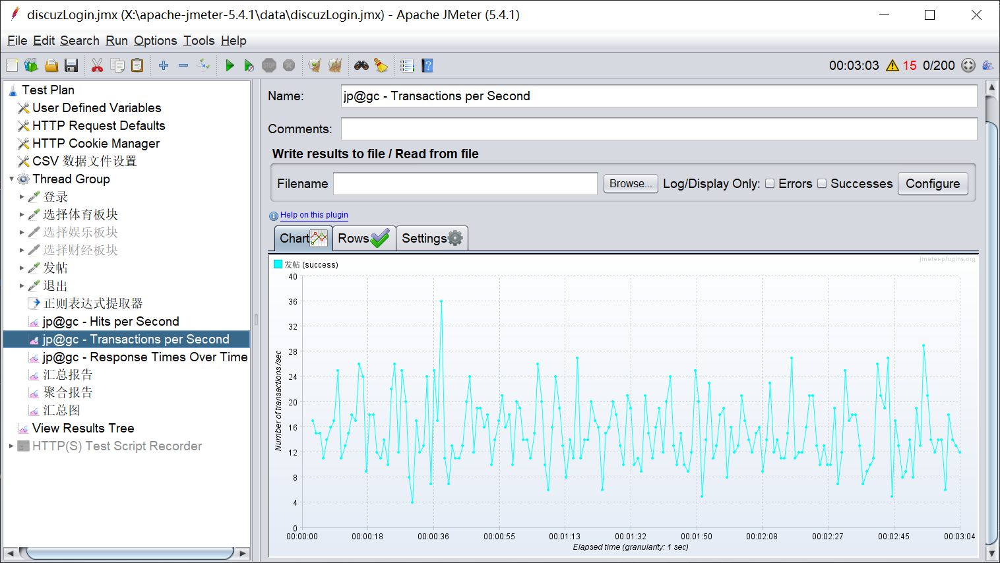 discuzLogin.jmx (X:\apache-jmeter-5.4.1\data\discuzLogin.jmx) - Apache JMeter (5.4.1)
File Edit Search Run Options Tools Help
00:03:03 15 0/200
Test Plan
User Defined Variables
HTTP Request Defaults
HTTP Cookie Manager
CSV 数据文件设置
Thread Group
登录
选择体育板块
选择娱乐板块
选择财经板块
发帖
退出
正则表达式提取器
jp@gc - Hits per Second
jp@gc - Transactions per Second
jp@gc - Response Times Over Time
汇总报告
聚合报告
汇总图
View Results Tree
HTTP(S) Test Script Recorder
Name: jp@gc - Transactions per Second
Comments:
Write results to file / Read from file
Filename Browse... Log/Display Only: Errors Successes Configure
Help on this plugin
Chart Rows Settings
发帖 (success)
jmeter-plugins.org
40
36
32
28
24
20
16
12
8
4
0
Number of transactions /sec
00:00:00 00:00:18 00:00:36 00:00:55 00:01:13 00:01:32 00:01:50 00:02:08 00:02:27 00:02:45 00:03:04
Elapsed time (granularity: 1 sec)